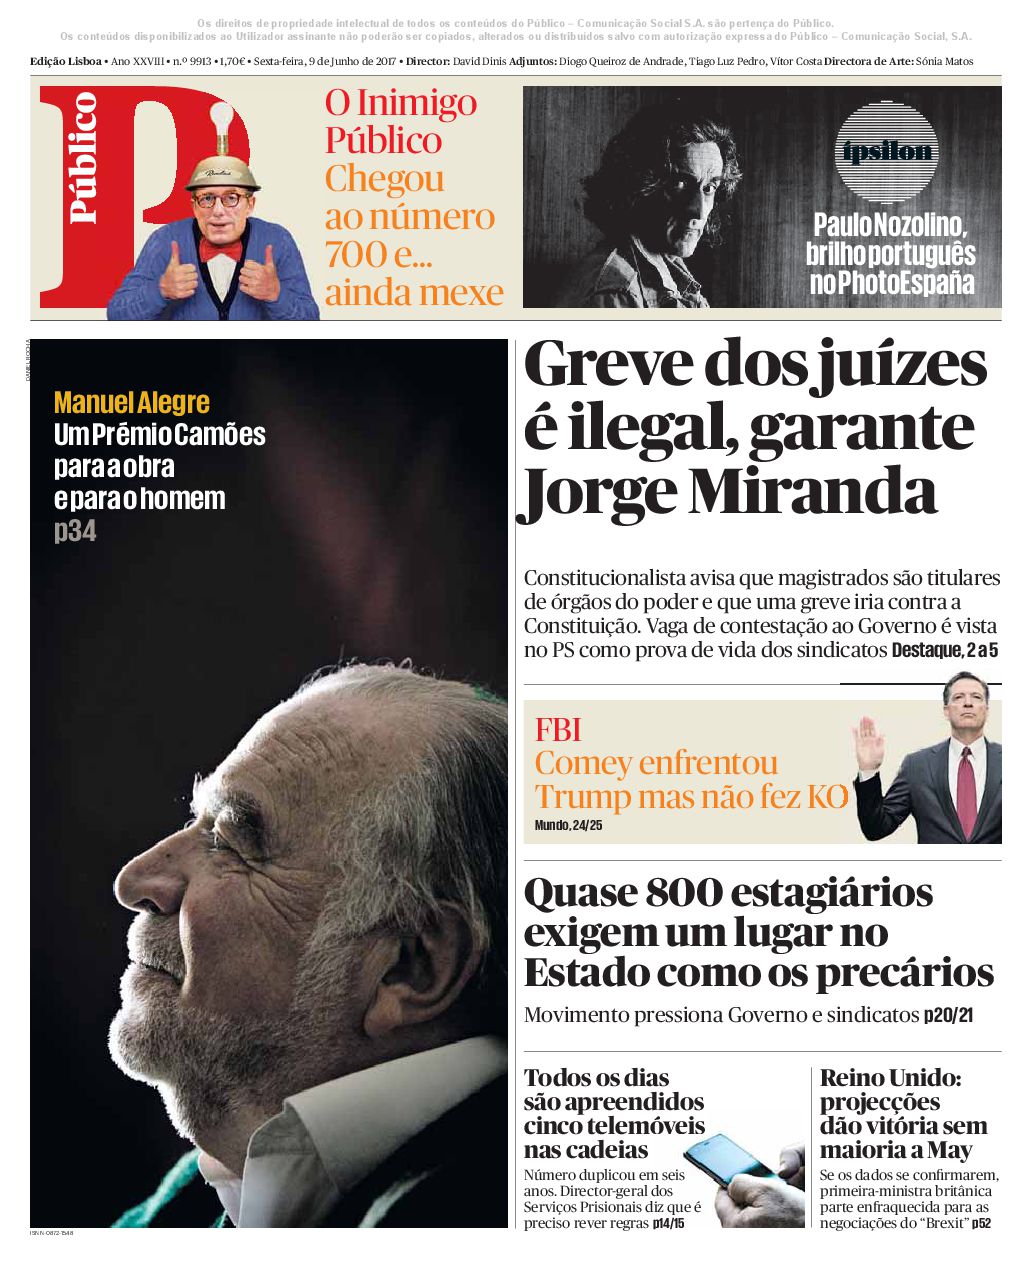 Os direitos de propriedade intelectual de todos os conteúdos do Público – Comunicação Social S.A. são pertença do Público.
Os conteúdos disponibilizados ao Utilizador assinante não poderão ser copiados, alterados ou distribuídos salvo com autorização expressa do Público – Comunicação Social, S.A.
Edição Lisboa • Ano XXVIII • n.º 9913 • 1,70€ • Sexta-feira, 9 de Junho de 2017 • Director: David Dinis Adjuntos: Diogo Queiroz de Andrade, Tiago Luz Pedro, Vítor Costa Directora de Arte: Sónia Matos
P
Público
O Inimigo
Público
Chegou
ao número
700 e...
ainda mexe
ípsilon
Paulo Nozolino,
brilho português
no PhotoEspaña
DANIEL ROCHA
Manuel Alegre
Um Prémio Camões
para a obra
e para o homem
p34
Greve dos juízes
é ilegal, garante
Jorge Miranda
Constitucionalista avisa que magistrados são titulares
de órgãos do poder e que uma greve iria contra a
Constituição. Vaga de contestação ao Governo é vista
no PS como prova de vida dos sindicatos Destaque, 2 a 5
FBI
Comey enfrentou
Trump mas não fez KO
Mundo, 24/25
Quase 800 estagiários
exigem um lugar no
Estado como os precários
Movimento pressiona Governo e sindicatos p20/21
Todos os dias
são apreendidos
cinco telemóveis
nas cadeias
Número duplicou em seis
anos. Director-geral dos
Serviços Prisionais diz que é
preciso rever regras p14/15
Reino Unido:
projecções
dão vitória sem
maioria a May
Se os dados se confirmarem,
primeira-ministra britânica
parte enfraquecida para as
negociações do “Brexit” p52
ISNN-0872-1548